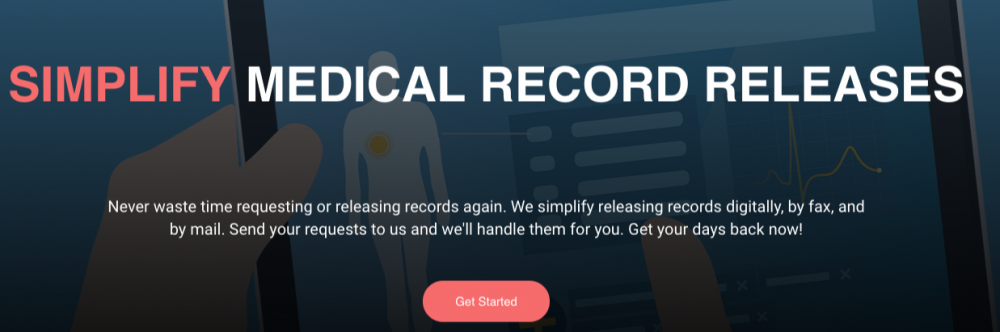 SIMPLIFY MEDICAL RECORD RELEASES
Never waste time requesting or releasing records again. We simplify releasing records digitally, by fax, and
by mail. Send your requests to us and we'll handle them for you. Get your days back now!
Get Started